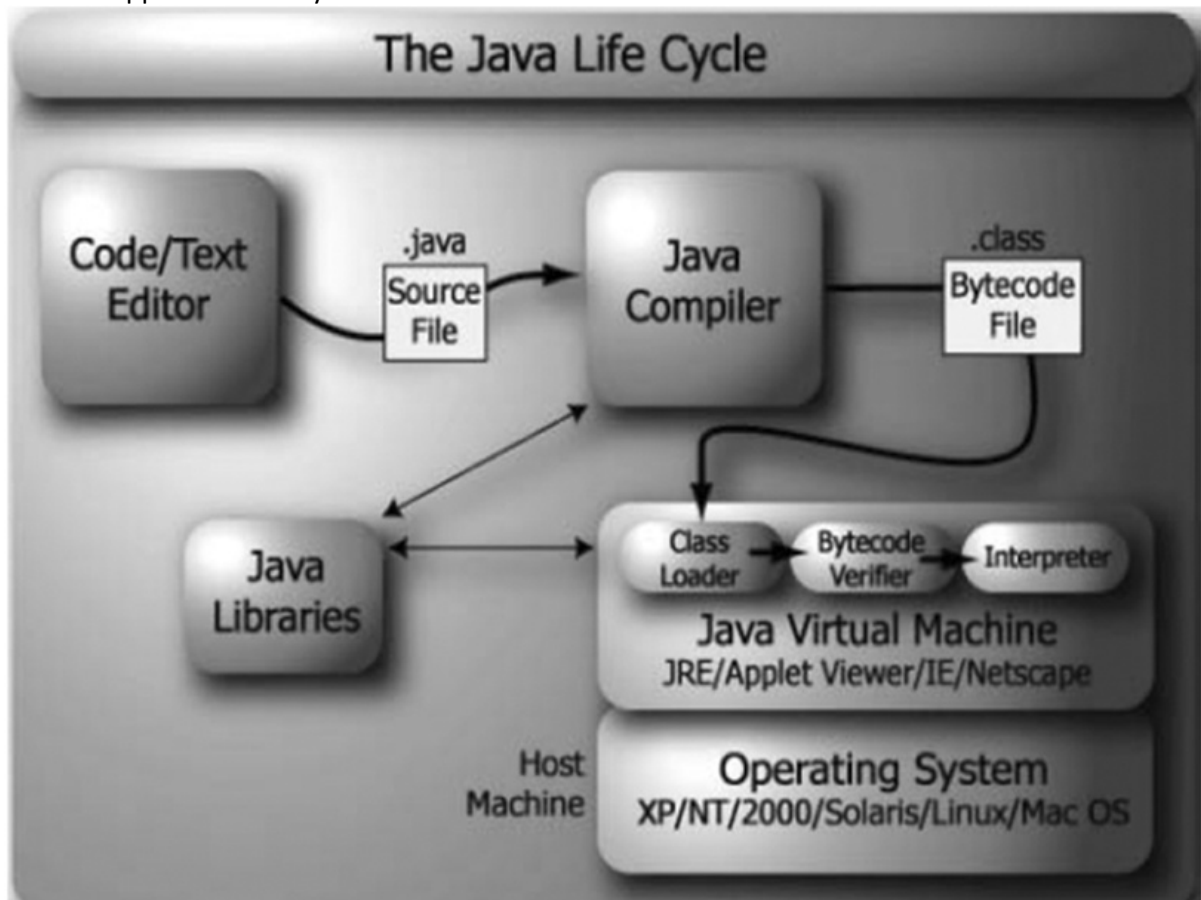 The Java Life Cycle
Code/Text
Editor
.java
Source
File
Java
Compiler
.class
Bytecode
File
Java
Libraries
Class
Loader
Bytecode
Verifier
Interpreter
Java Virtual Machine
JRE/Applet Viewer/IE/Netscape
Host
Machine
Operating System
XP/NT/2000/Solaris/Linux/Mac OS